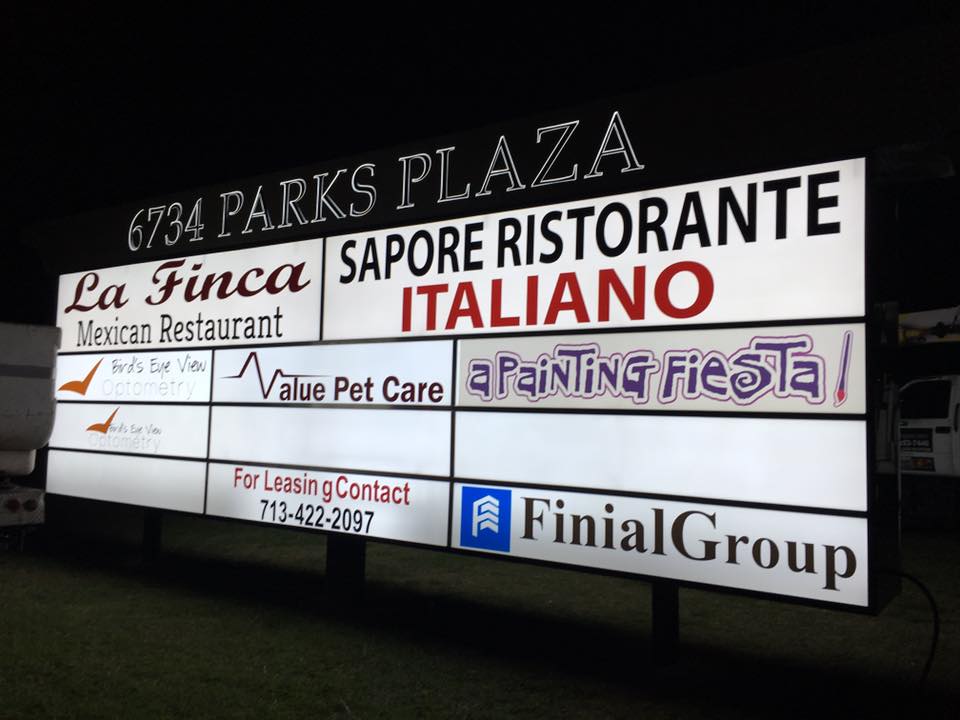 6734 PARKS PLAZA
La Finca
Mexican Restaurant
SAPORE RISTORANTE
ITALIANO
Bird's Eye View
Optometry
Value Pet Care
a Painting Fiesta!
Bird's Eye View
Optometry
For Leasin gContact
713-422-2097
FinialGroup